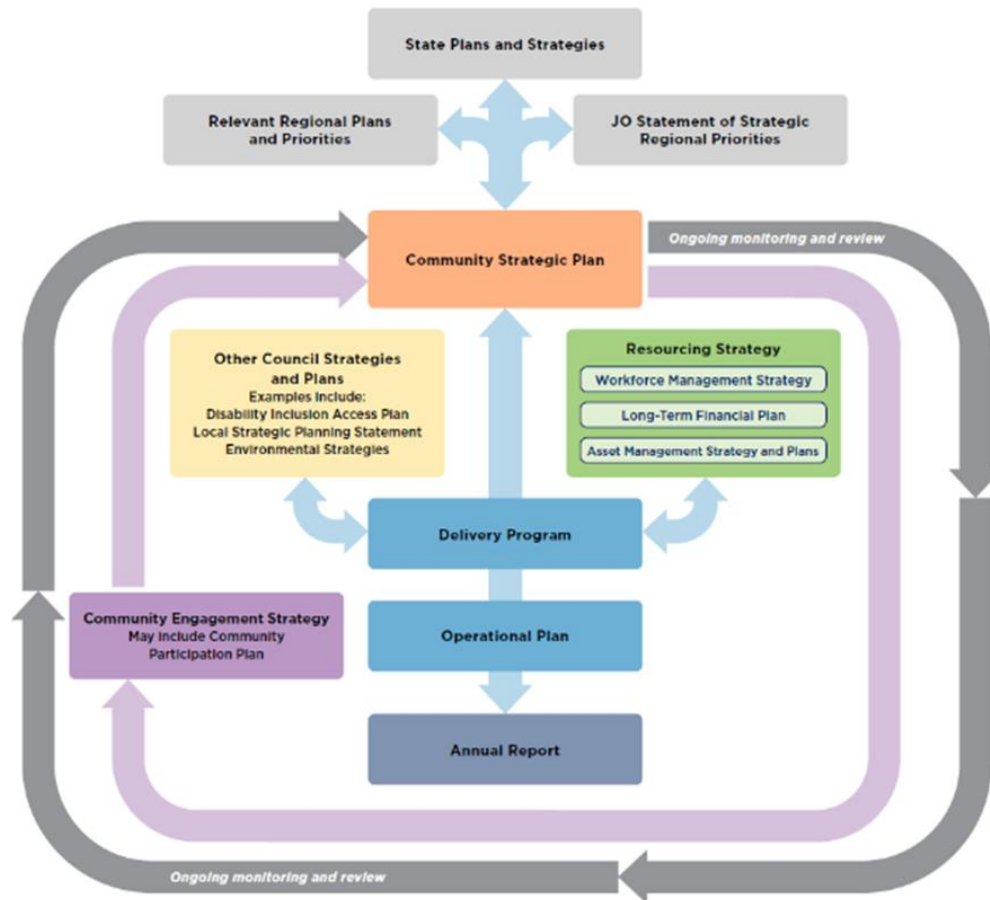 State Plans and Strategies
Relevant Regional Plans
and Priorities
JO Statement of Strategic
Regional Priorities
Community Strategic Plan
Ongoing monitoring and review
Other Council Strategies
and Plans
Examples Include:
Disability Inclusion Access Plan
Local Strategic Planning Statement
Environmental Strategies
Resourcing Strategy
Workforce Management Strategy
Long-Term Financial Plan
Asset Management Strategy and Plans
Delivery Program
Community Engagement Strategy
May Include Community
Participation Plan
Operational Plan
Annual Report
Ongoing monitoring and review